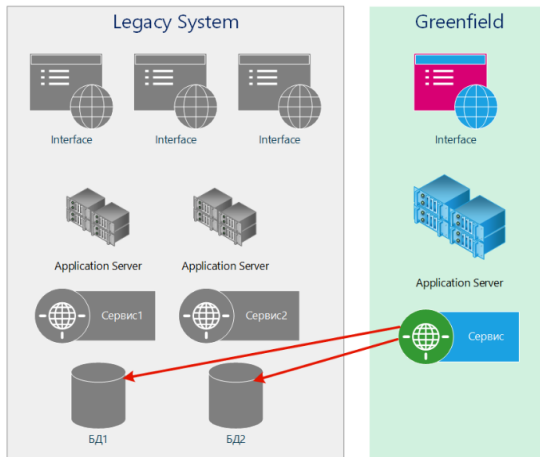 Legacy System
Greenfield
Interface
Interface
Interface
Interface
Application Server
Application Server
Application Server
Сервис1
Сервис2
Сервис
БД1
БД2